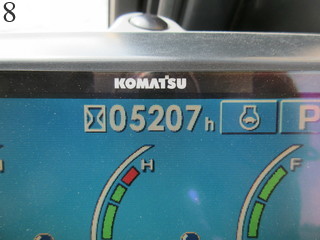 8
KOMATSU
05207h P
H F